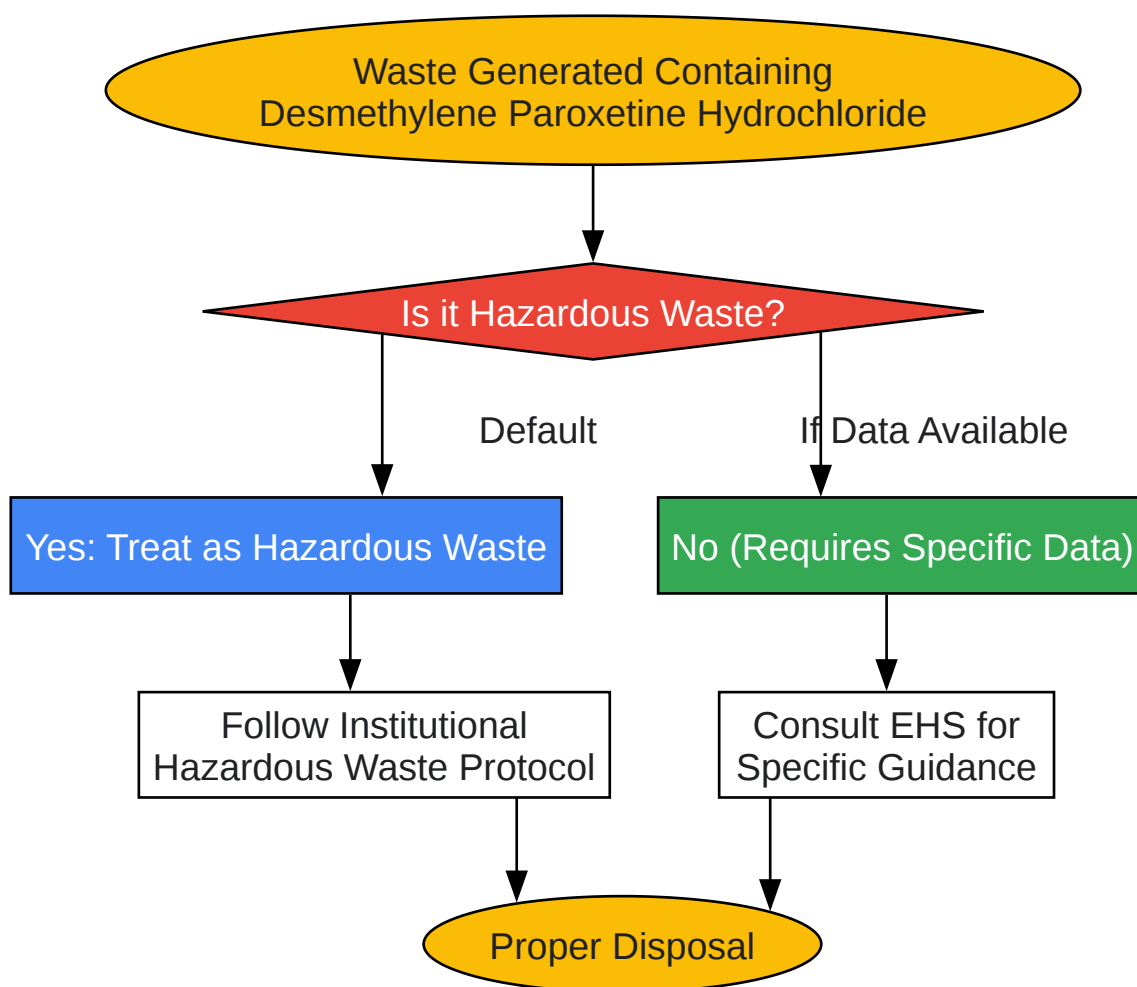 Waste Generated Containing
Desmethylene Paroxetine Hydrochloride
Is it Hazardous Waste?
Default
If Data Available
Yes: Treat as Hazardous Waste
No (Requires Specific Data)
Follow Institutional
Hazardous Waste Protocol
Consult EHS for
Specific Guidance
Proper Disposal